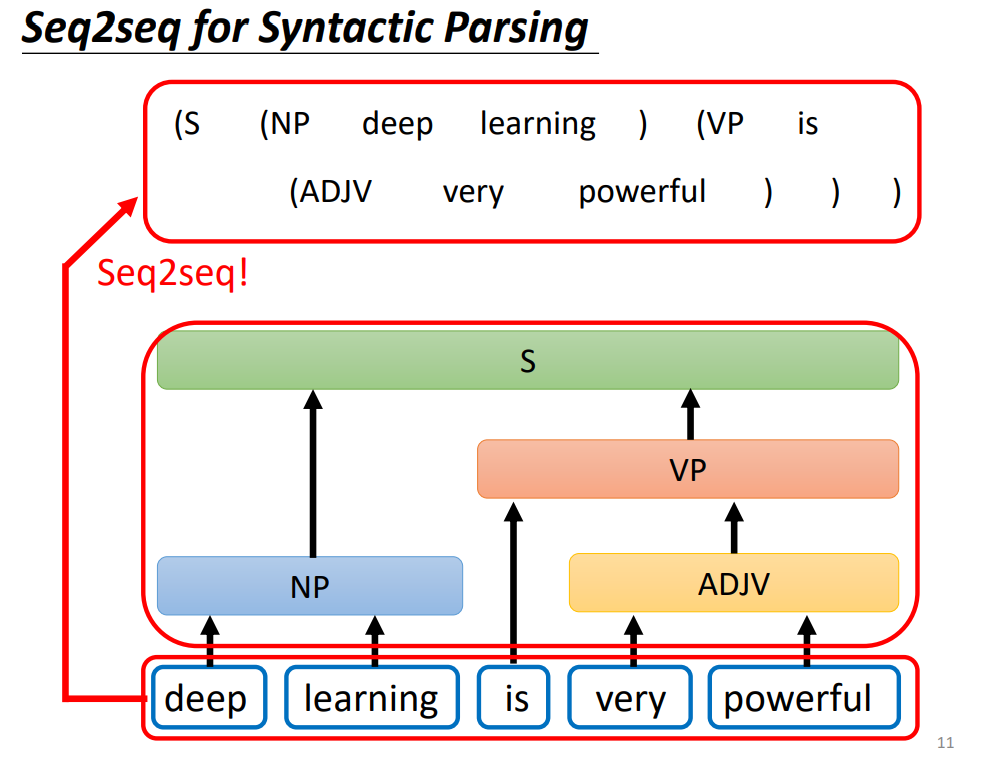 Seq2seq for Syntactic Parsing
(S (NP deep learning ) (VP is
(ADJV very powerful ) ) )
Seq2seq!
S
VP
NP ADJV
deep learning is very powerful
11